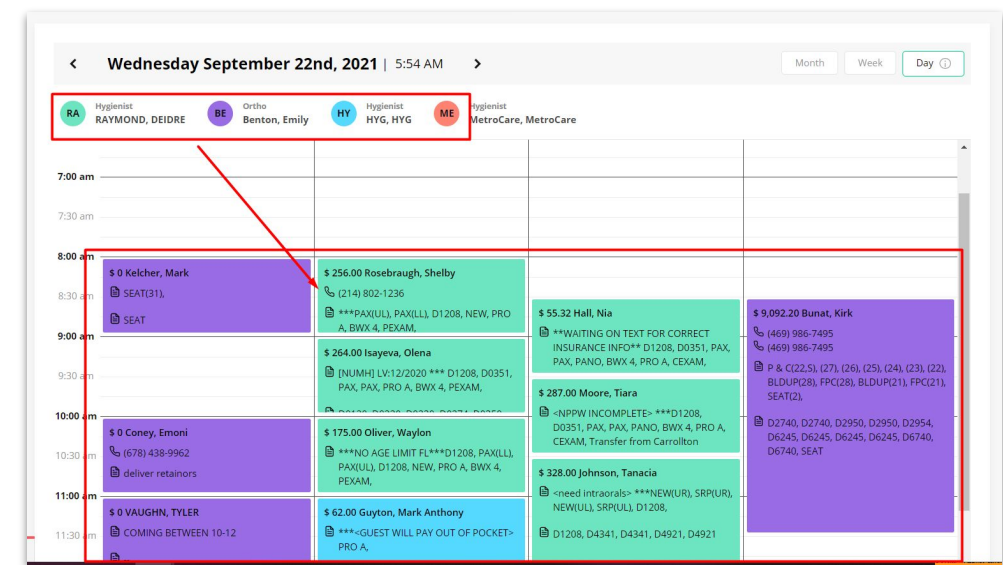 Wednesday September 22nd, 2021 | 5:54 AM
Month Week Day
RA Hygienist
RAYMOND, DEIDRE
BE Ortho
Benton, Emily
HY Hygienist
HYG, HYG
ME Hygienist
MetroCare, MetroCare
7:00 am
7:30 am
8:00 am
8:30 am
9:00 am
9:30 am
10:00 am
10:30 am
11:00 am
11:30 am
$ 0 Kelcher, Mark
SEAT(31),
SEAT
$ 0 Coney, Emoni
(678) 438-9962
deliver retainors
$ 0 VAUGHN, TYLER
COMING BETWEEN 10-12
$ 256.00 Rosebraugh, Shelby
(214) 802-1236
***PAX(UL), PAX(LL), D1208, NEW, PRO
A, BWX 4, PEXAM,
$ 264.00 Isayeva, Olena
[NUMH] LV:12/2020 *** D1208, D0351,
PAX, PAX, PRO A, BWX 4, PEXAM,
$ 175.00 Oliver, Waylon
***NO AGE LIMIT FL***D1208, PAX(LL),
PAX(UL), D1208, NEW, PRO A, BWX 4,
PEXAM,
$ 62.00 Guyton, Mark Anthony
***<GUEST WILL PAY OUT OF POCKET>
PRO A,
$ 55.32 Hall, Nia
**WAITING ON TEXT FOR CORRECT
INSURANCE INFO** D1208, D0351, PAX,
PAX, PANO, BWX 4, PRO A, CEXAM,
$ 287.00 Moore, Tiara
<NPPW INCOMPLETE> ***D1208,
D0351, PAX, PAX, PANO, BWX 4, PRO A,
CEXAM, Transfer from Carrollton
$ 328.00 Johnson, Tanacia
<need intraorals> ***NEW(UR), SRP(UR),
NEW(UL), SRP(UL), D1208,
D1208, D4341, D4341, D4921, D4921
$ 9,092.20 Bunat, Kirk
(469) 986-7495
(469) 986-7495
P & C(22,S), (27), (26), (25), (24), (23), (22),
BLDUP(28), FPC(28), BLDUP(21), FPC(21),
SEAT(2),
D2740, D2740, D2950, D2950, D2954,
D6245, D6245, D6245, D6245, D6740,
D6740, SEAT